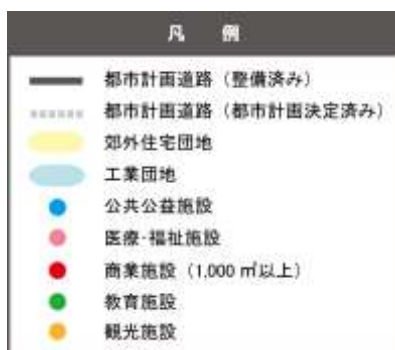 凡 例
都市計画道路（整備済み）
都市計画道路（都市計画決定済み）
郊外住宅団地
工業団地
公共公益施設
医療・福祉施設
商業施設（1,000 ㎡以上）
教育施設
観光施設